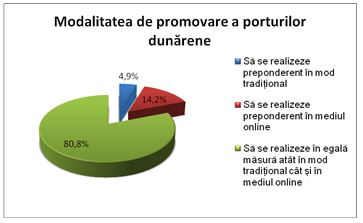 Modalitatea de promovare a porturilor
dunărene
4,9%
14,2%
80,8%
Să se realizeze
preponderent în mod
tradițional
Să se realizeze
preponderent în mediul
online
Să se realizeze în egală
măsură atât în mod
tradițional cât și în
mediul online